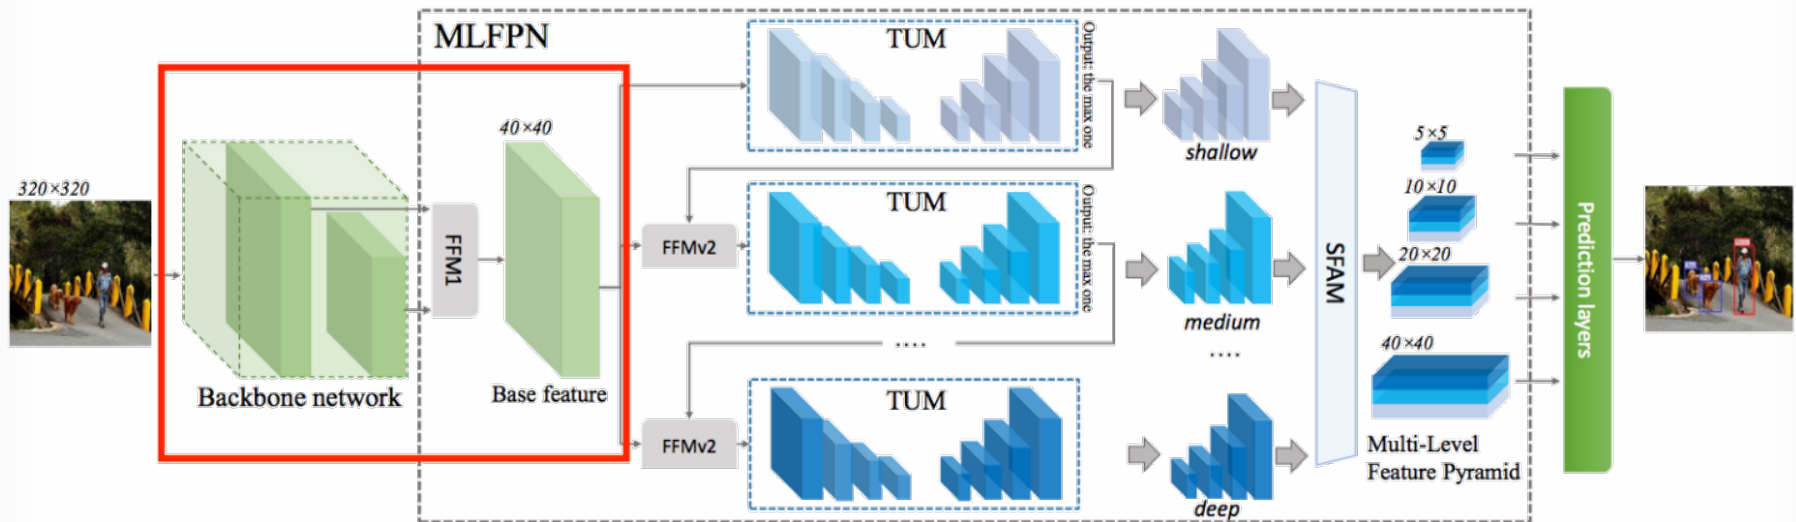 MLFPN
320×320
Backbone network
FFM1
40×40
Base feature
TUM
Output: the max one
shallow
FFMv2
TUM
Output: the max one
medium
....
....
FFMv2
TUM
deep
SFAM
5×5
10×10
20×20
40×40
Multi-Level
Feature Pyramid
Prediction layers